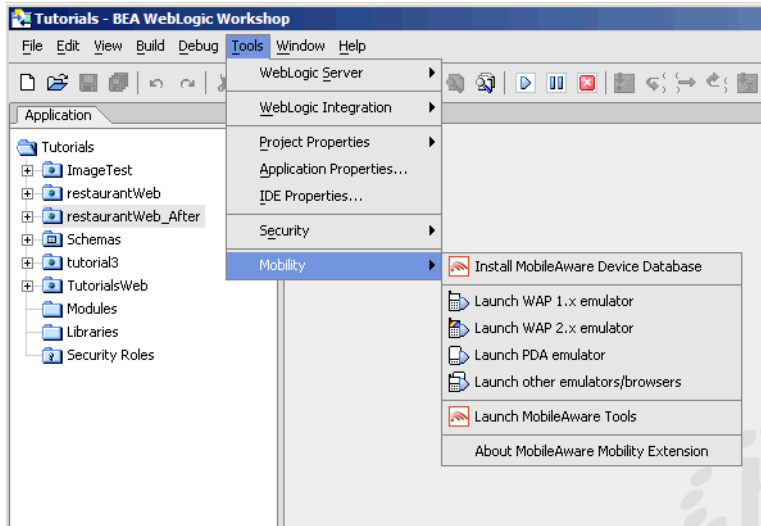 Tutorials - BEA WebLogic Workshop
File Edit View Build Debug Tools Window Help
Application
Tutorials
ImageTest
restaurantWeb
restaurantWeb_After
Schemas
tutorial3
TutorialsWeb
Modules
Libraries
Security Roles
WebLogic Server
WebLogic Integration
Project Properties
Application Properties...
IDE Properties...
Security
Mobility
Install MobileAware Device Database
Launch WAP 1.x emulator
Launch WAP 2.x emulator
Launch PDA emulator
Launch other emulators/browsers
Launch MobileAware Tools
About MobileAware Mobility Extension